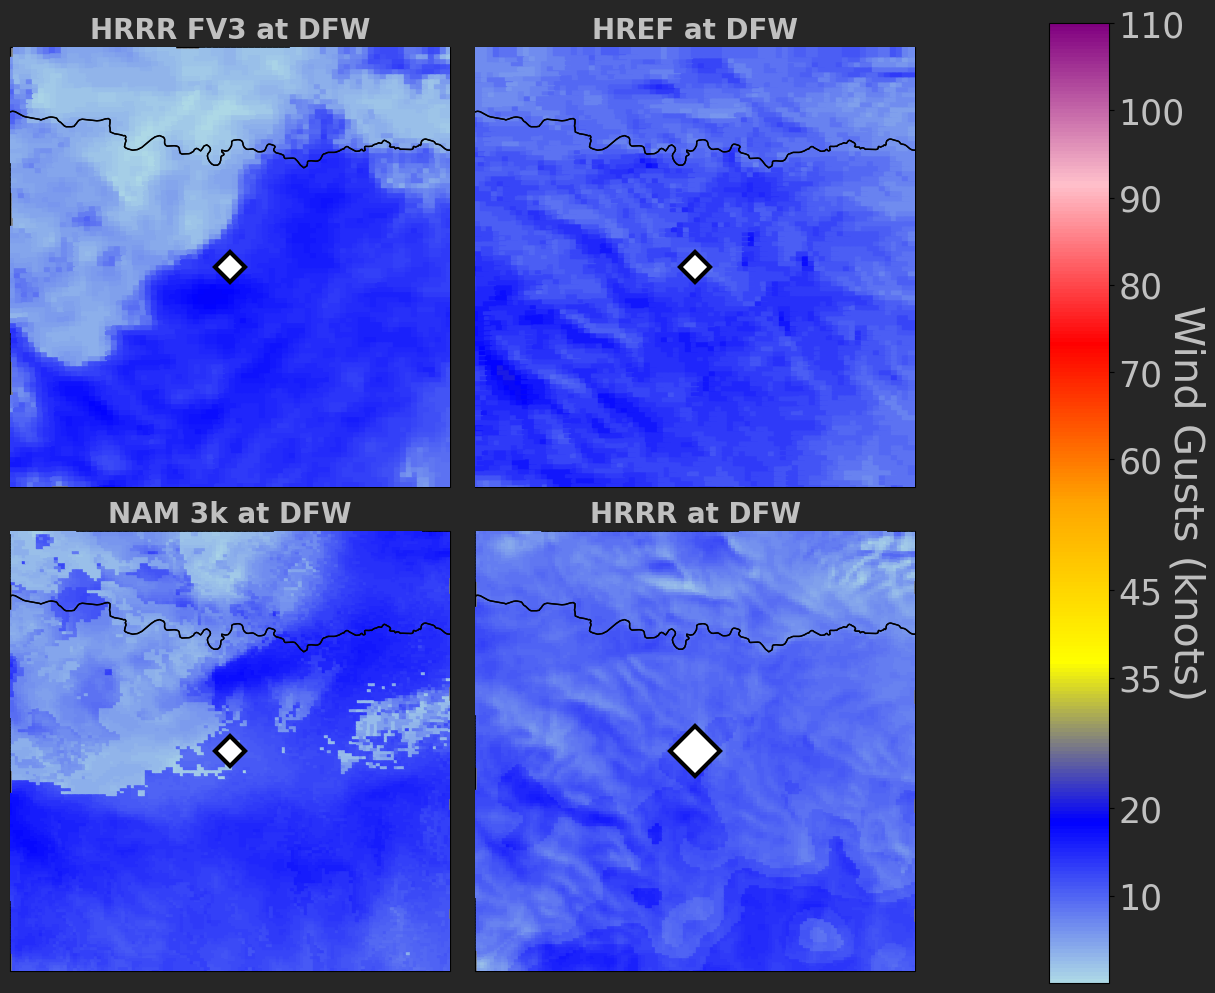 HRRR FV3 at DFW
HREF at DFW
NAM 3k at DFW
HRRR at DFW
110
100
90
80
70
60
45
35
20
10
Wind Gusts (knots)